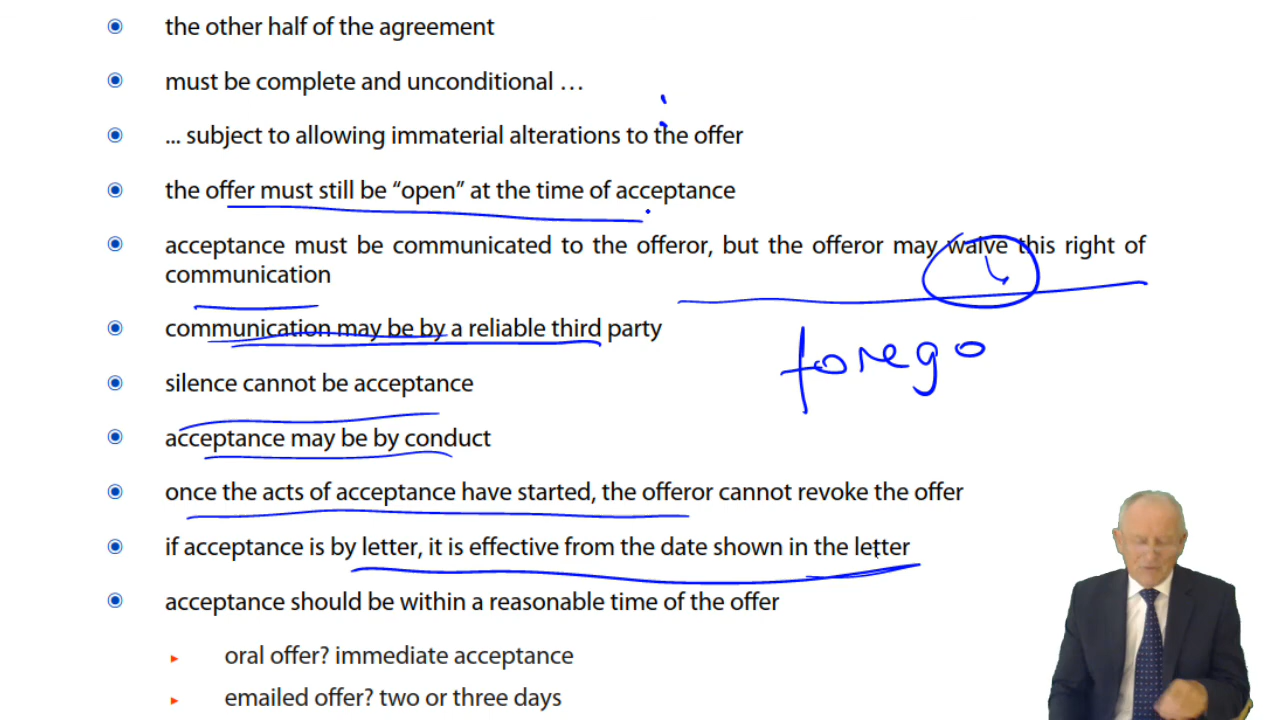 the other half of the agreement
must be complete and unconditional …
... subject to allowing immaterial alterations to the offer
the offer must still be “open” at the time of acceptance
acceptance must be communicated to the offeror, but the offeror may waive this right of
communication
communication may be by a reliable third party
forego
silence cannot be acceptance
acceptance may be by conduct
once the acts of acceptance have started, the offeror cannot revoke the offer
if acceptance is by letter, it is effective from the date shown in the letter
acceptance should be within a reasonable time of the offer
oral offer? immediate acceptance
emailed offer? two or three days